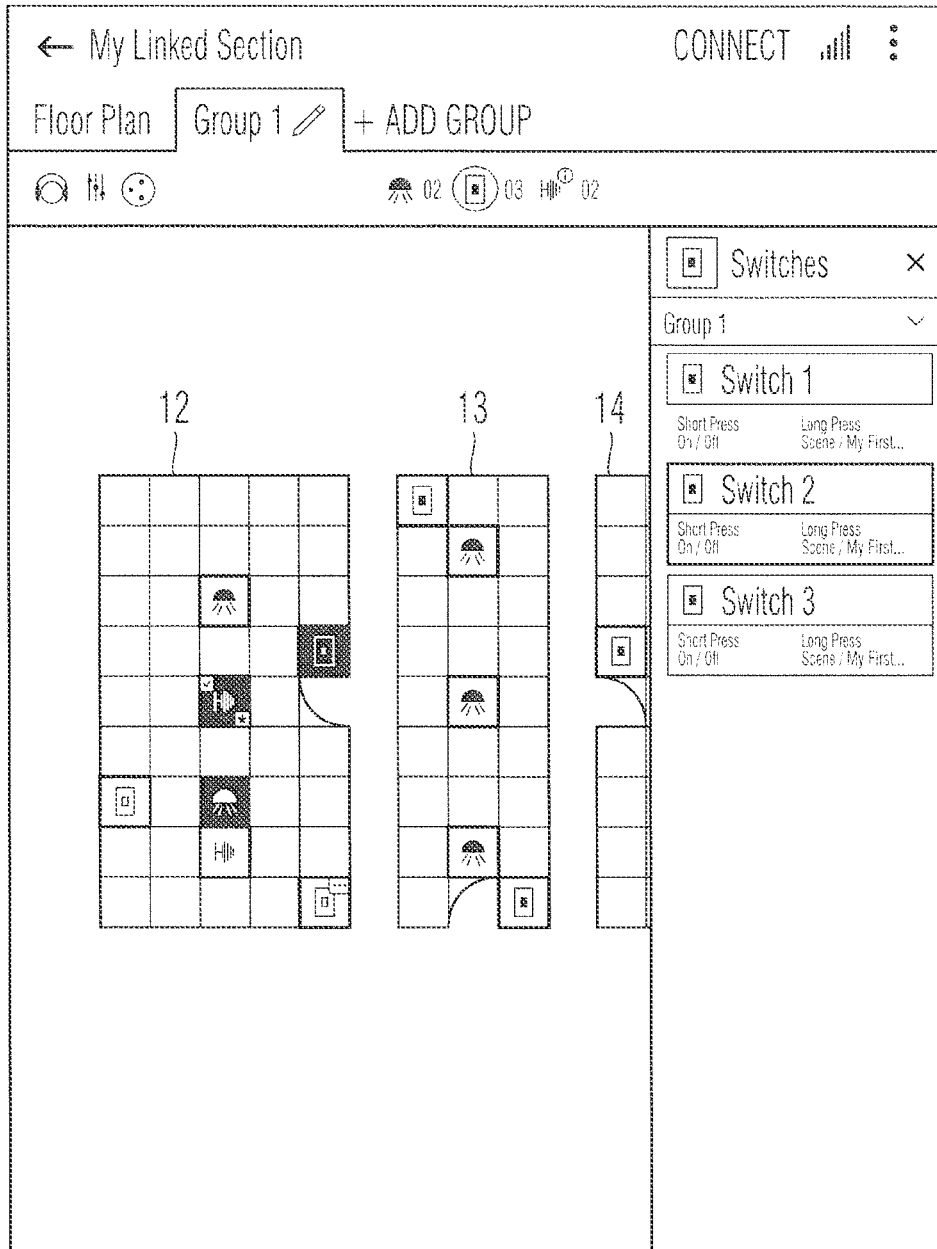 ← My Linked Section CONNECT
Floor Plan Group 1 + ADD GROUP
02 03 02
Switches ×
Group 1
Switch 1
Short Press Long Press
On / Off Scene / My First...
Switch 2
Short Press Long Press
On / Off Scene / My First...
Switch 3
Short Press Long Press
On / Off Scene / My First...
12 13 14